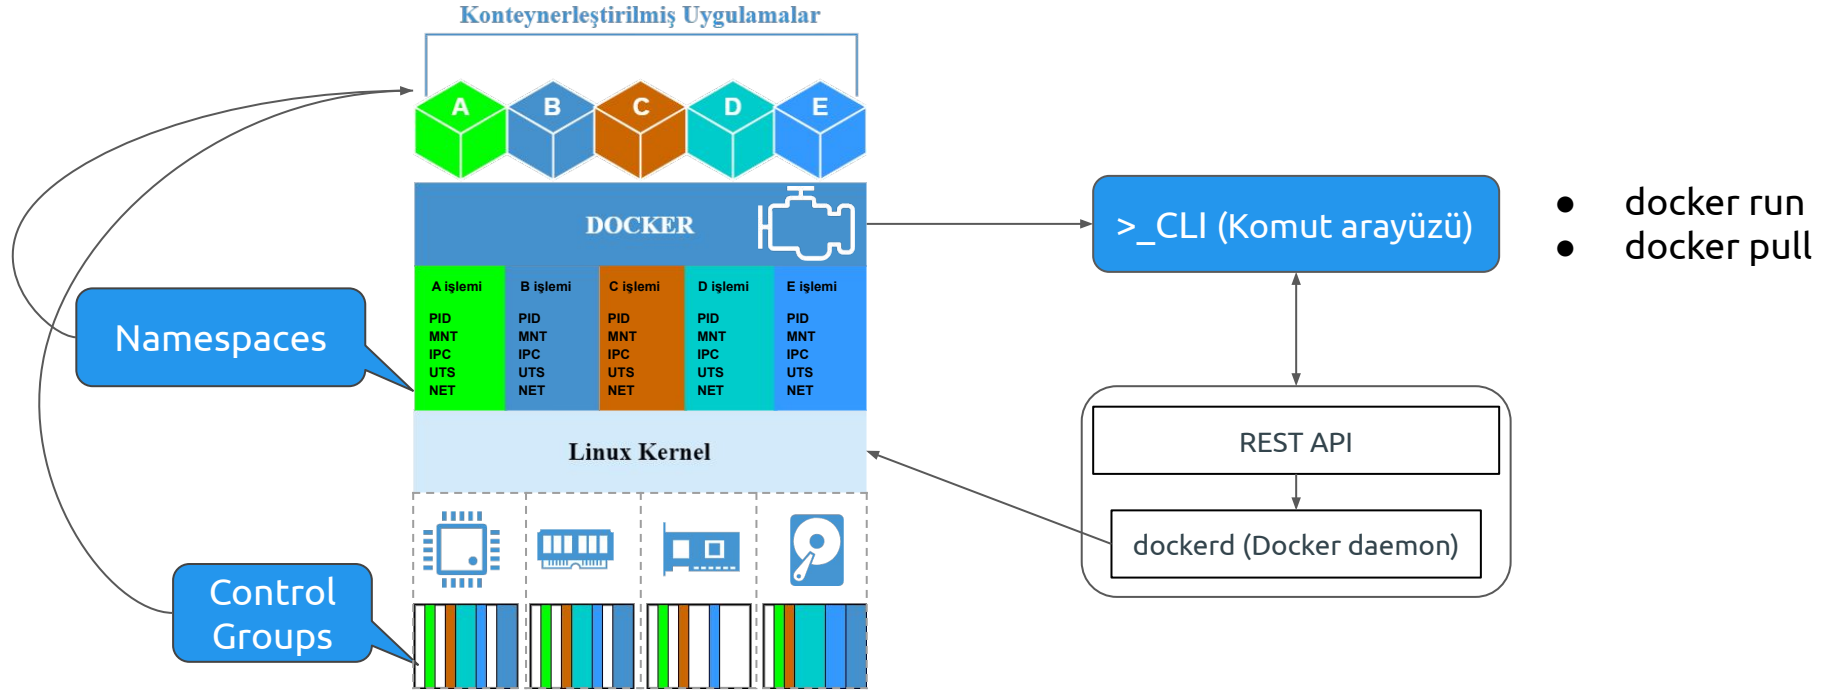 Konteynerleştirilmiş Uygulamalar
A B C D E
DOCKER
>_CLI (Komut arayüzü)
● docker run
● docker pull
A işlemi
PID
MNT
IPC
UTS
NET
B işlemi
PID
MNT
IPC
UTS
NET
C işlemi
PID
MNT
IPC
UTS
NET
D işlemi
PID
MNT
IPC
UTS
NET
E işlemi
PID
MNT
IPC
UTS
NET
Namespaces
Linux Kernel
REST API
dockerd (Docker daemon)
Control
Groups